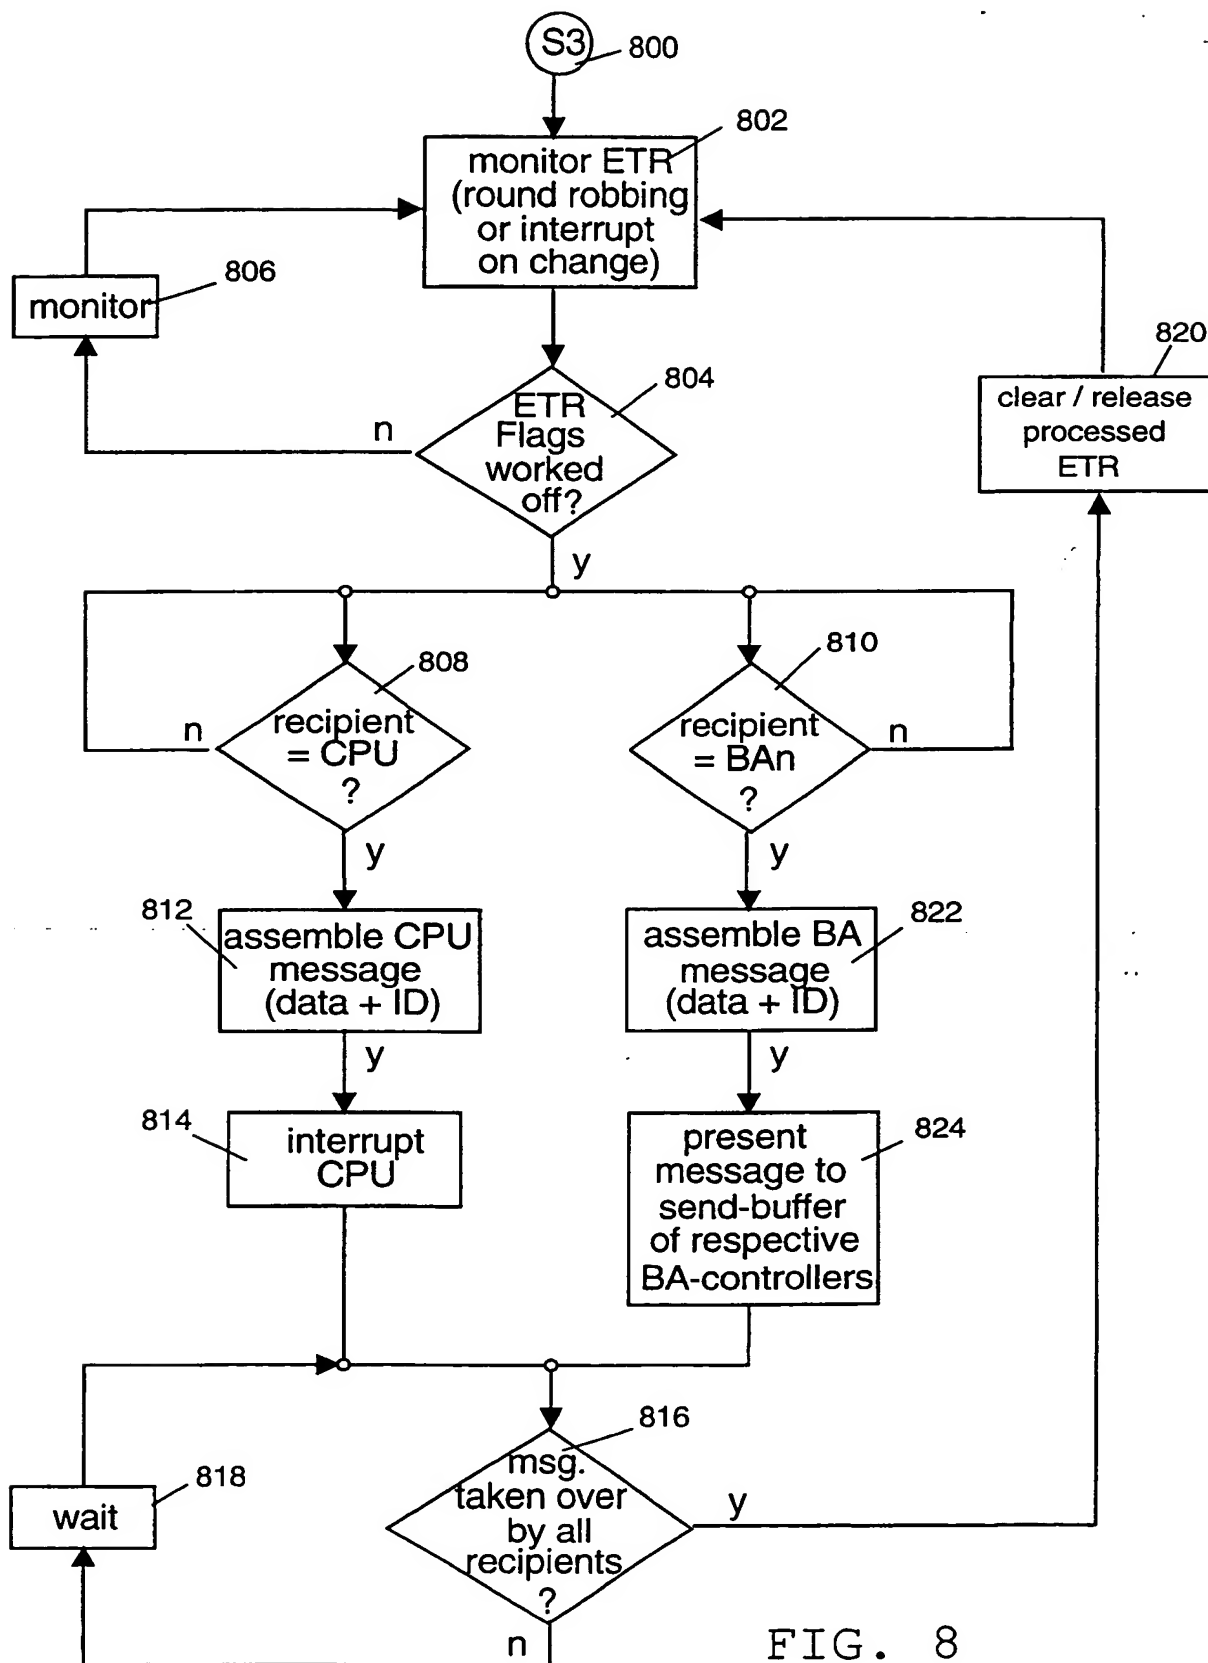 S3
800
802
monitor ETR
(round robbing
or interrupt
on change)
806
monitor
820
clear / release
processed
ETR
804
ETR
Flags
worked
off?
n
y
808
recipient
= CPU
?
n
y
810
recipient
= BAn
?
n
y
812
assemble CPU
message
(data + ID)
y
822
assemble BA
message
(data + ID)
y
814
interrupt
CPU
824
present
message to
send-buffer
of respective
BA-controllers
816
msg.
taken over
by all
recipients
?
y
n
818
wait
FIG. 8